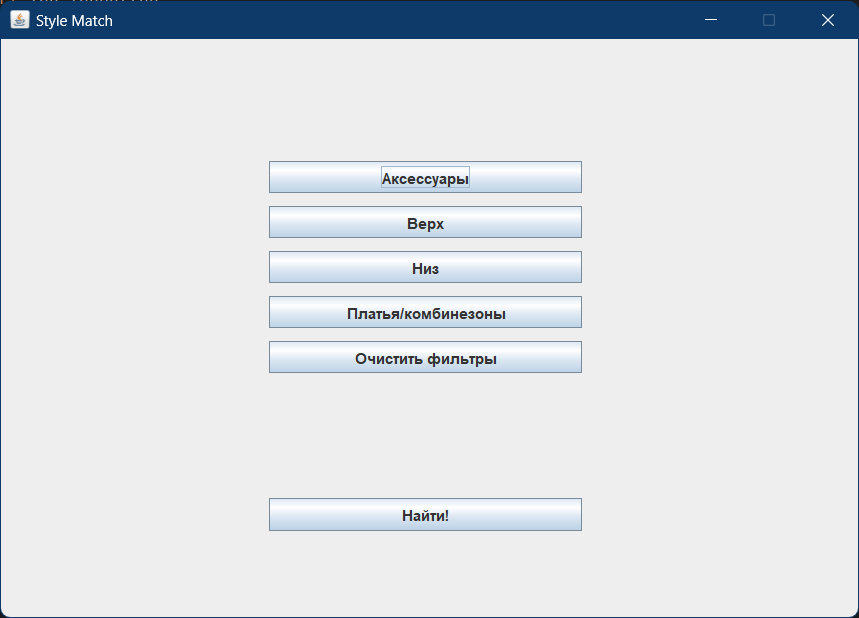 Style Match
Аксессуары
Верх
Низ
Платья/комбинезоны
Очистить фильтры
Найти!